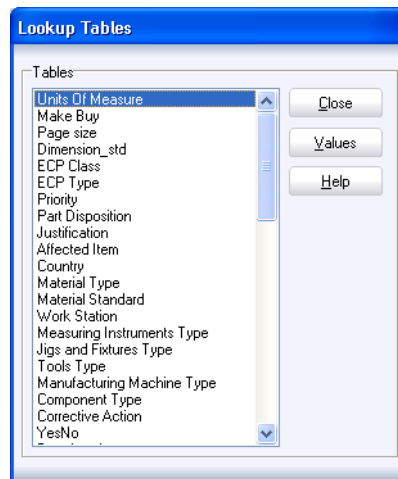 Lookup Tables
Tables
Units Of Measure
Make Buy
Page size
Dimension_std
ECP Class
ECP Type
Priority
Part Disposition
Justification
Affected Item
Country
Material Type
Material Standard
Work Station
Measuring Instruments Type
Jigs and Fixtures Type
Tools Type
Manufacturing Machine Type
Component Type
Corrective Action
YesNo
Close
Values
Help